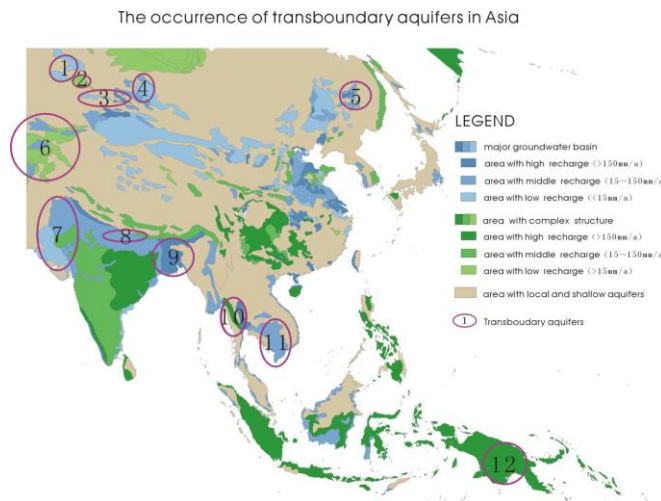 The occurrence of transboundary aquifers in Asia
1
2
3
4
5
6
7
8
9
10
11
12
LEGEND
major groundwater basin
area with high recharge (>150mm/a)
area with middle recharge (15~150mm/a
area with low recharge (<15mm/a)
area with complex structure
area with high recharge (>150mm/a)
area with middle recharge (15~150mm/a
area with low recharge (>15mm/a)
area with local and shallow aquifers
1 Transboudary aquifers